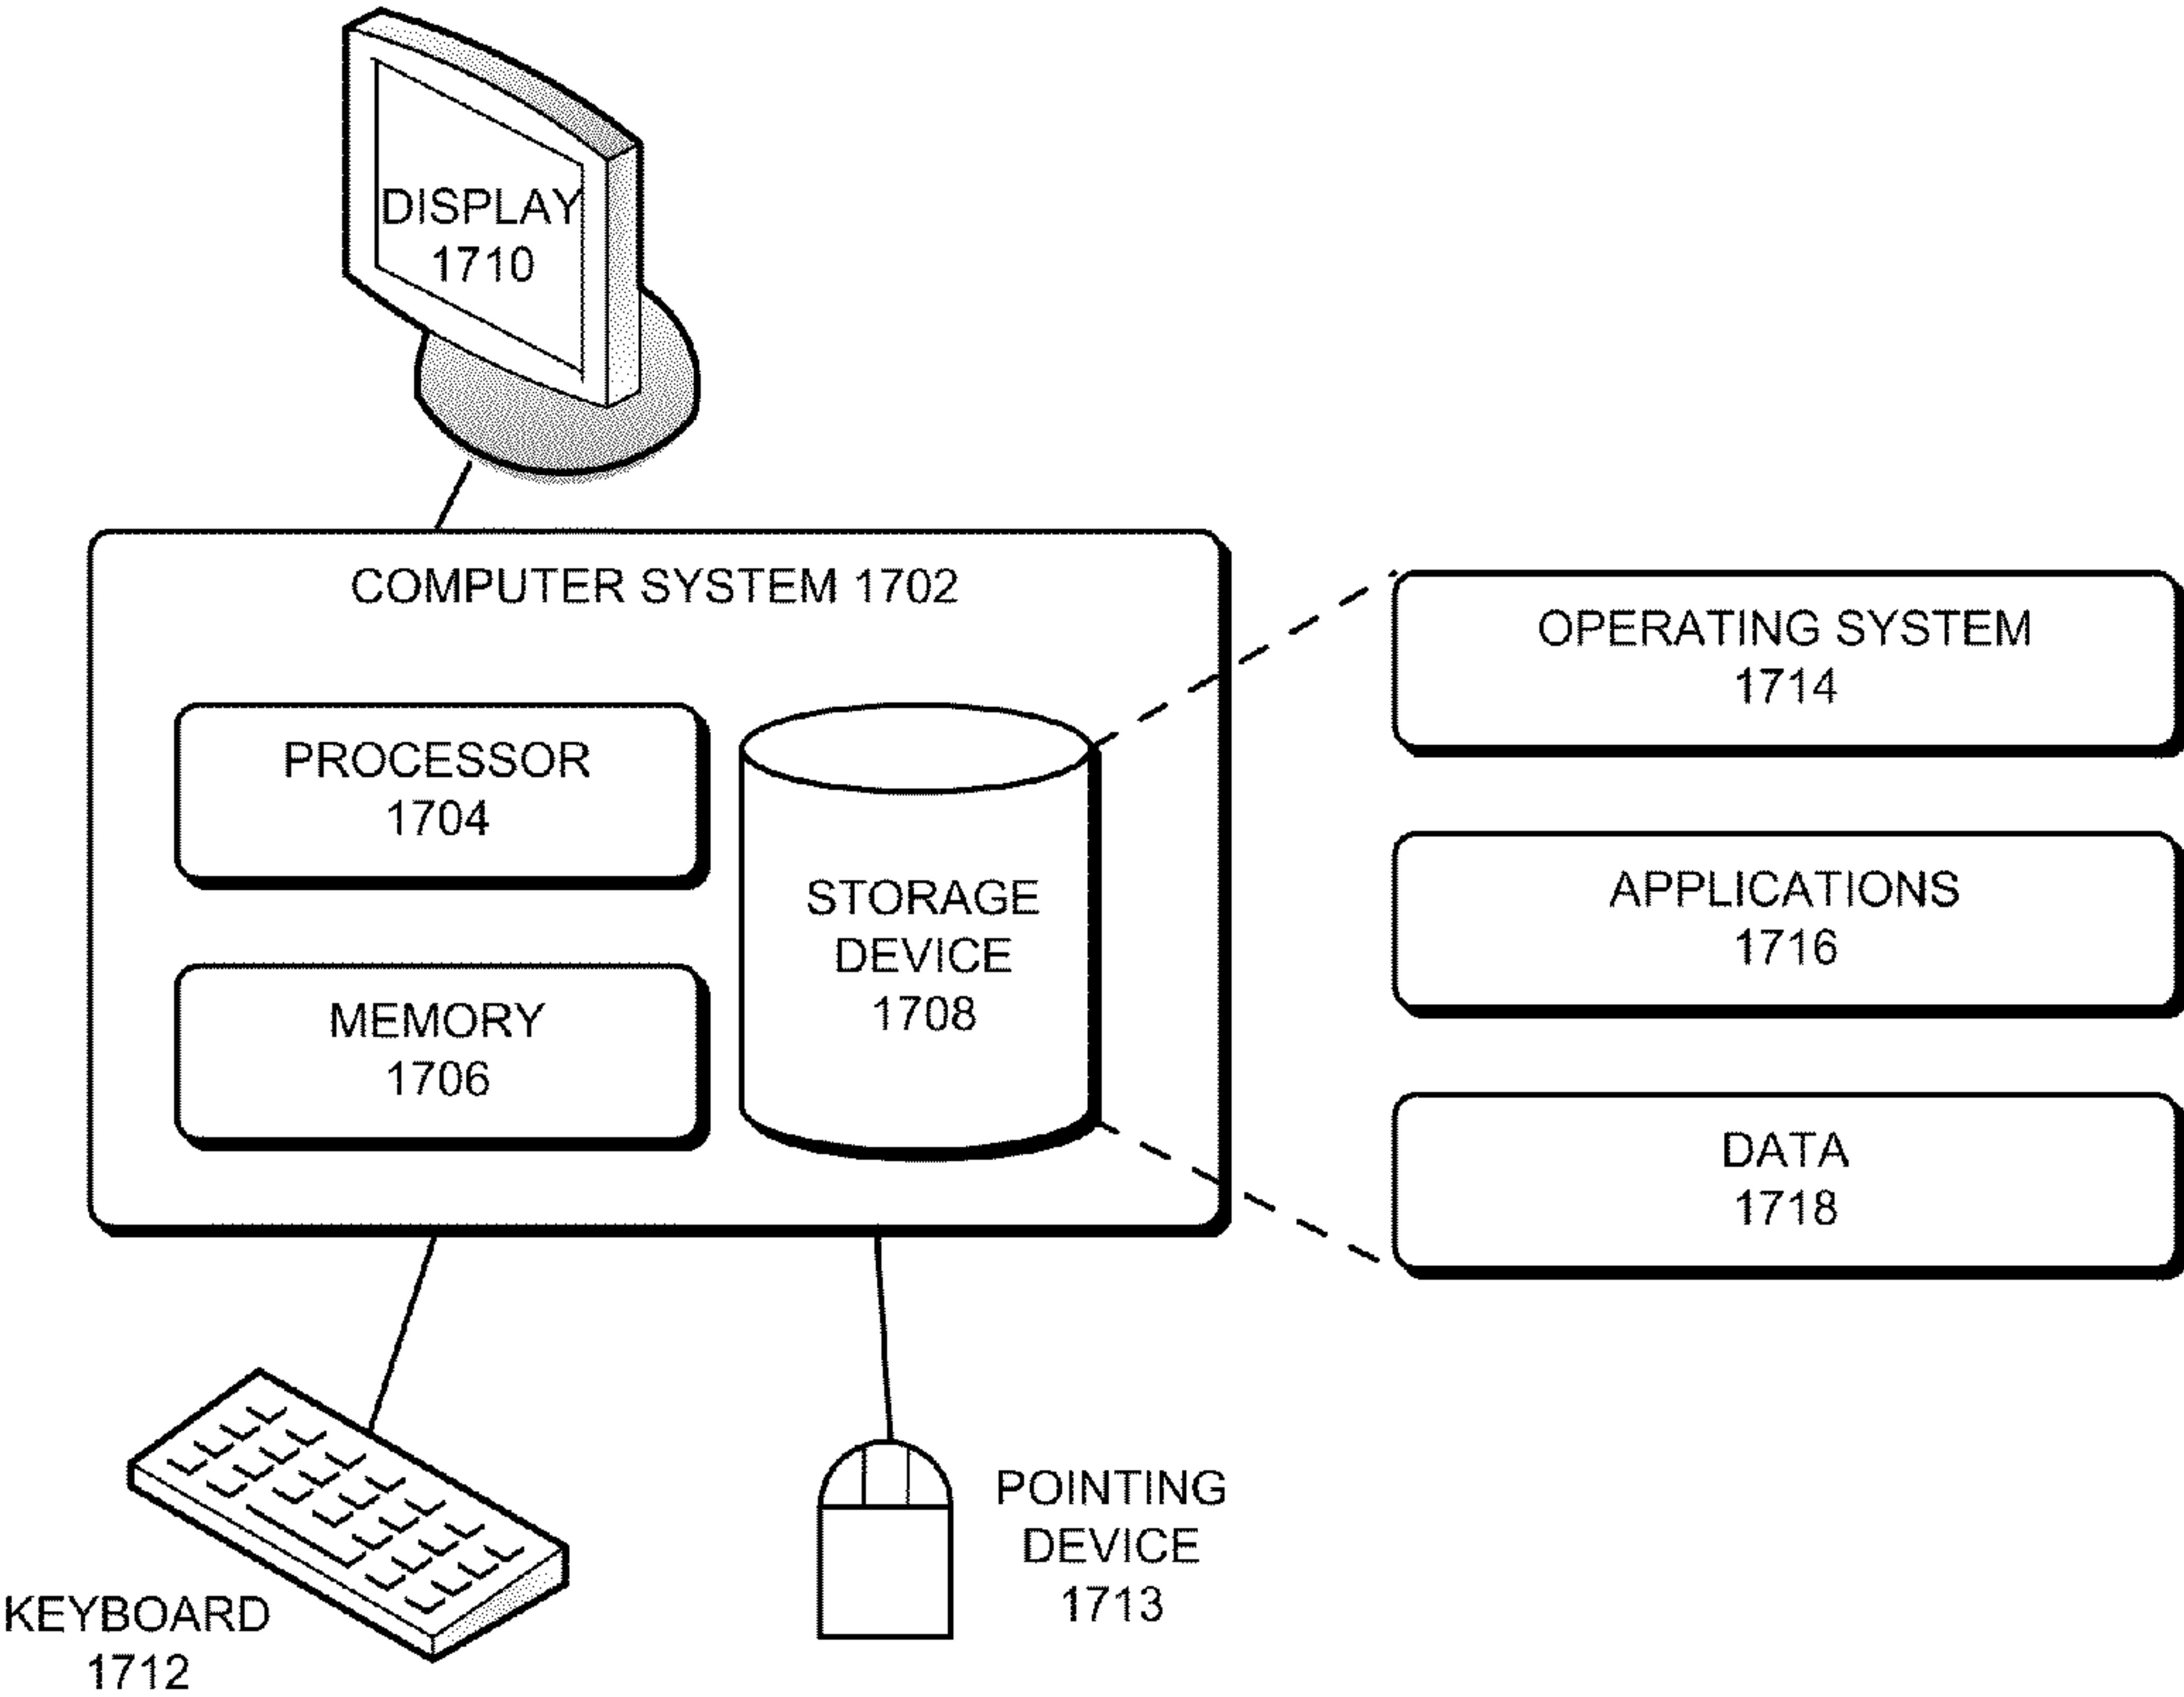 DISPLAY
1710
COMPUTER SYSTEM 1702
PROCESSOR
1704
MEMORY
1706
STORAGE
DEVICE
1708
OPERATING SYSTEM
1714
APPLICATIONS
1716
DATA
1718
KEYBOARD
1712
POINTING
DEVICE
1713